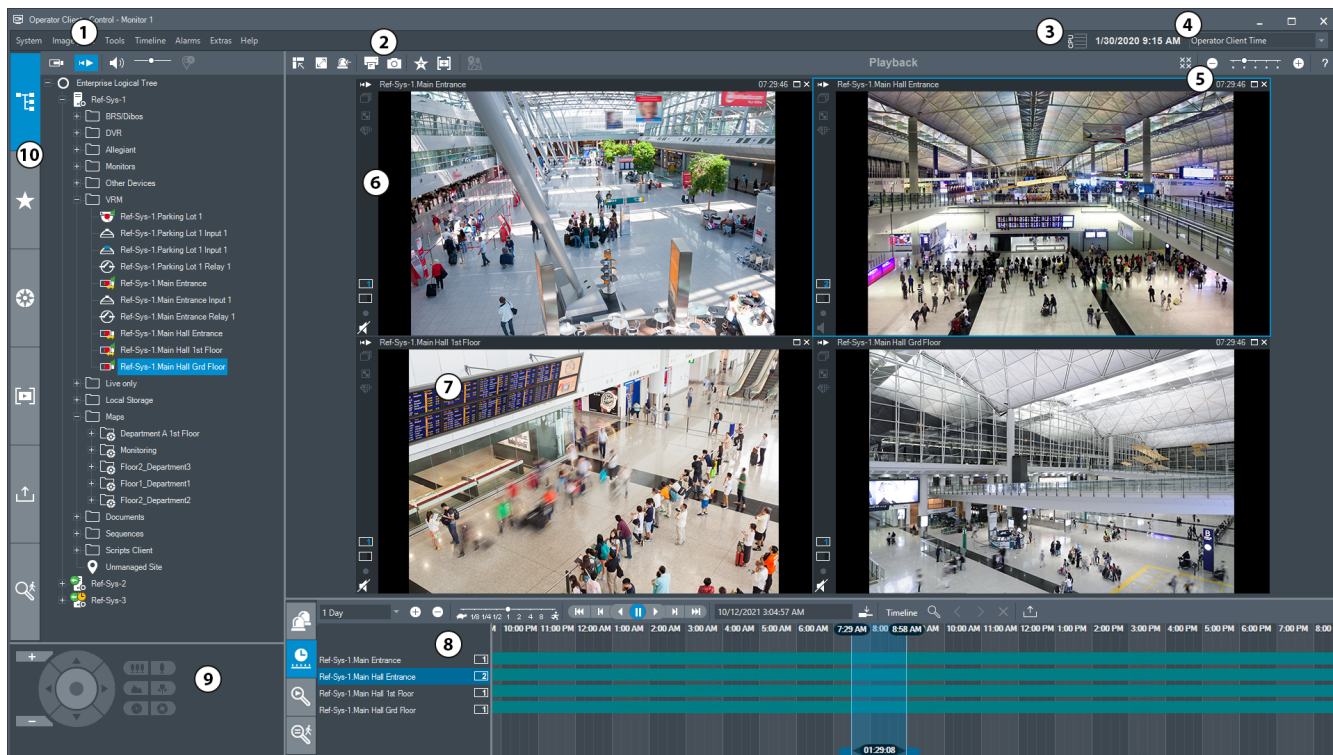 Operator Client - Control - Monitor 1
1
2
3
4
System Image Tools Timeline Alarms Extras Help
CPU
1/30/2020 9:15 AM
Operator Client Time
Playback
?
5
Enterprise Logical Tree
Ref-Sys-1
BRS/Dibos
DVR
Allegiant
Monitors
Other Devices
VRM
Ref-Sys-1.Parking Lot 1
Ref-Sys-1.Parking Lot 1 Input 1
Ref-Sys-1.Parking Lot 1 Input 1
Ref-Sys-1.Parking Lot 1 Relay 1
Ref-Sys-1.Main Entrance
Ref-Sys-1.Main Entrance Input 1
Ref-Sys-1.Main Entrance Relay 1
Ref-Sys-1.Main Hall Entrance
Ref-Sys-1.Main Hall 1st Floor
Ref-Sys-1.Main Hall Grd Floor
Live only
Local Storage
Maps
Department A 1st Floor
Monitoring
Floor2_Department3
Floor1_Department1
Floor2_Department2
Documents
Sequences
Scripts Client
Unmanaged Site
Ref-Sys-2
Ref-Sys-3
10
Ref-Sys-1.Main Entrance 07:29:46
6
1
Ref-Sys-1.Main Hall Entrance 07:29:46
2
Ref-Sys-1.Main Hall 1st Floor
7
1
Ref-Sys-1.Main Hall Grd Floor 07:29:46
B
1
1 Day
1/8 1/4 1/2 1 2 4 8
10/12/2021 3:04:57 AM
Timeline
8
10:00 PM 11:00 PM 12:00 AM 1:00 AM 2:00 AM 3:00 AM 4:00 AM 5:00 AM 6:00 AM 7:29 AM 8:00 8:58 AM AM 10:00 AM 11:00 AM 12:00 PM 1:00 PM 2:00 PM 3:00 PM 4:00 PM 5:00 PM 6:00 PM 7:00 PM 8:00
Ref-Sys-1.Main Entrance 1
Ref-Sys-1.Main Hall Entrance 2
Ref-Sys-1.Main Hall 1st Floor 1
Ref-Sys-1.Main Hall Grd Floor 1
01:29:08
9